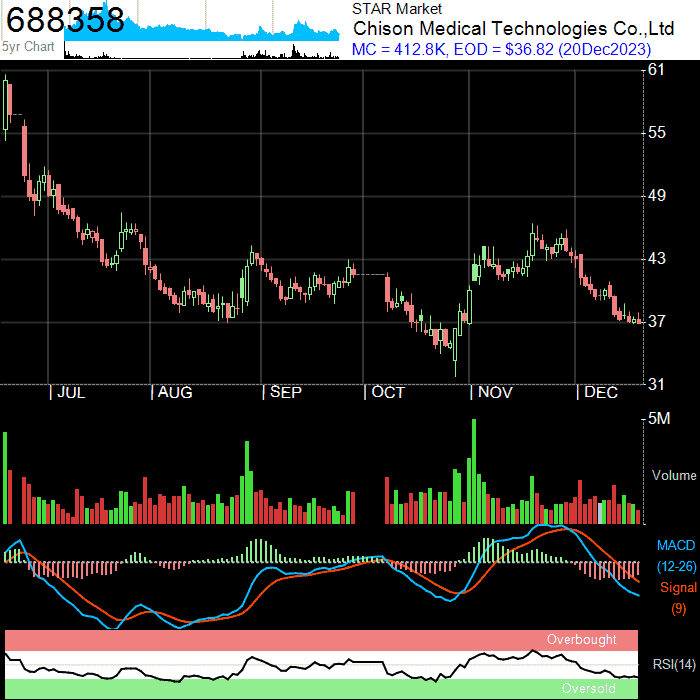 688358
5yr Chart
STAR Market
Chison Medical Technologies Co.,Ltd
MC = 412.8K, EOD = $36.82 (20Dec2023)
61
55
49
43
37
31
| JUL | AUG | SEP | OCT | NOV | DEC
5M
Volume
MACD
(12-26)
Signal
(9)
Overbought
RSI(14)
Oversold